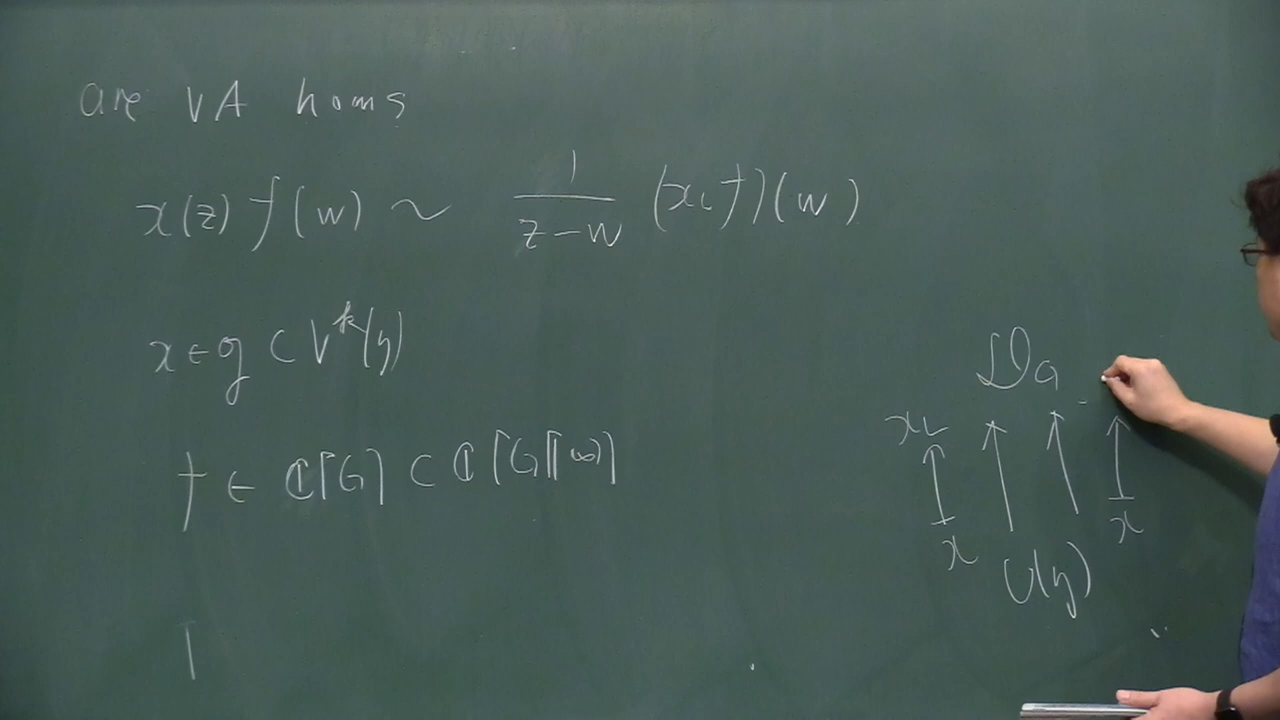 are VA homs
x(z) f(w) ~ 1/(z-w) (x_L f)(w)
x ∈ g ⊂ V^k(g)
f ∈ ℂ[G] ⊂ ℂ[G[[∞]]
D_G
x_L ↑ ↑ ↑
x U(g) x